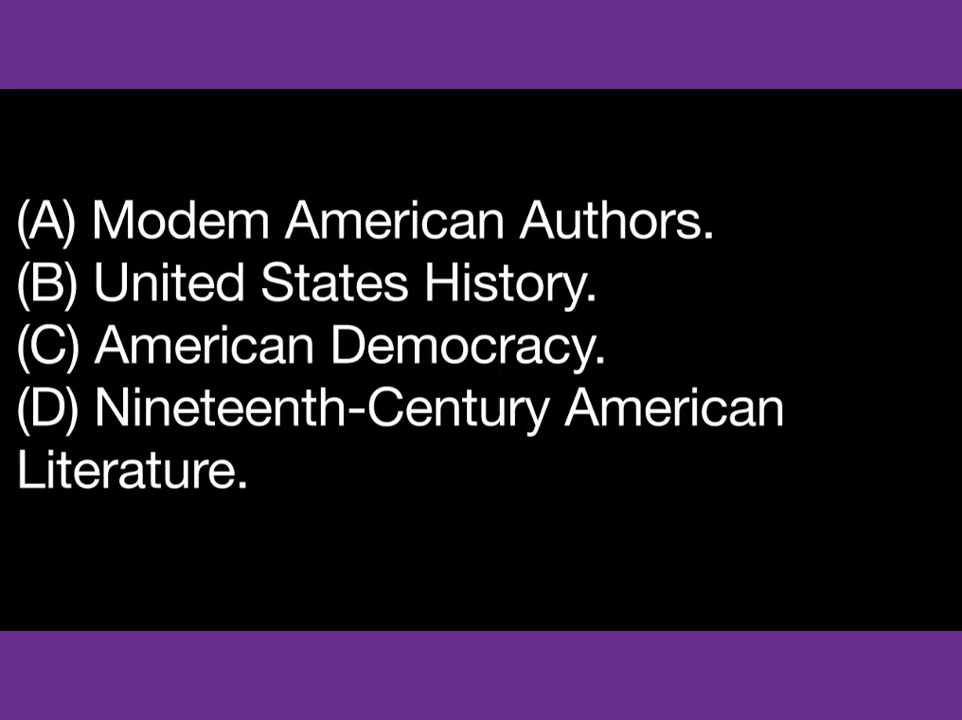 (A) Modem American Authors.
(B) United States History.
(C) American Democracy.
(D) Nineteenth-Century American
Literature.